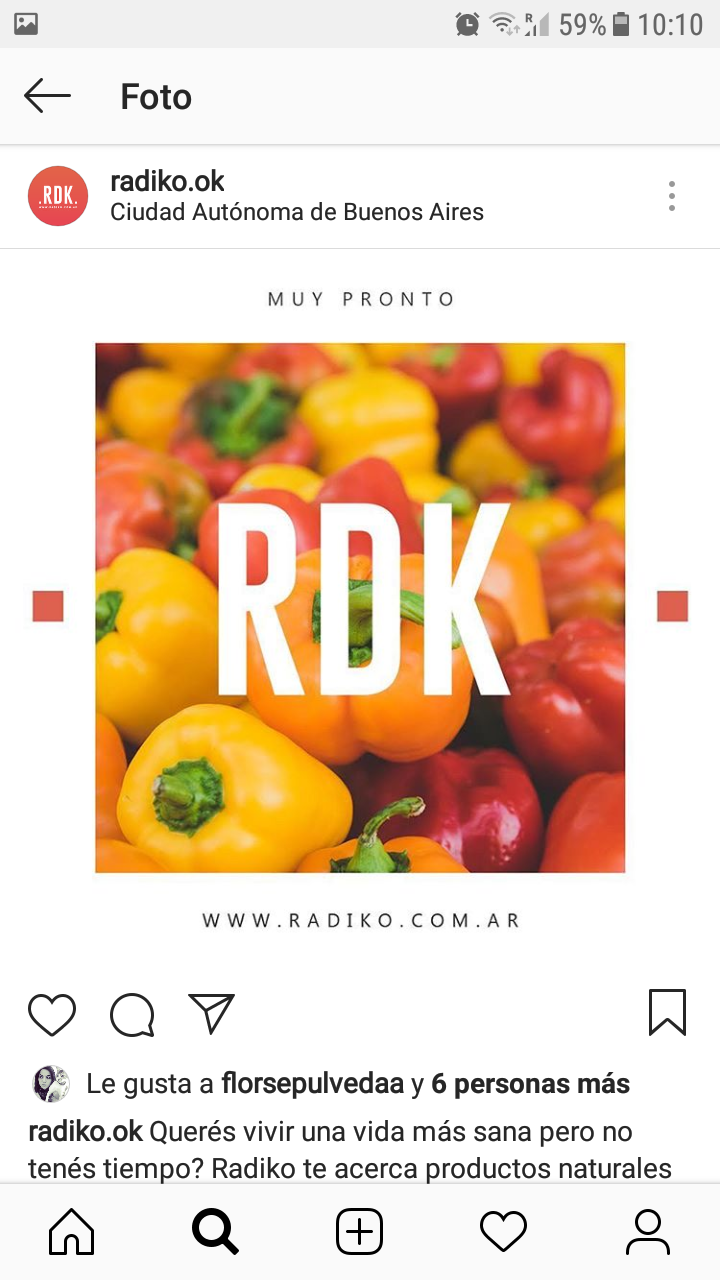 59% 10:10
Foto
.RDK.
radiko.ok
Ciudad Autónoma de Buenos Aires
MUY PRONTO
RDK
WWW.RADIKO.COM.AR
Le gusta a florsepulvedaa y 6 personas más
radiko.ok Querés vivir una vida más sana pero no
tenés tiempo? Radiko te acerca productos naturales